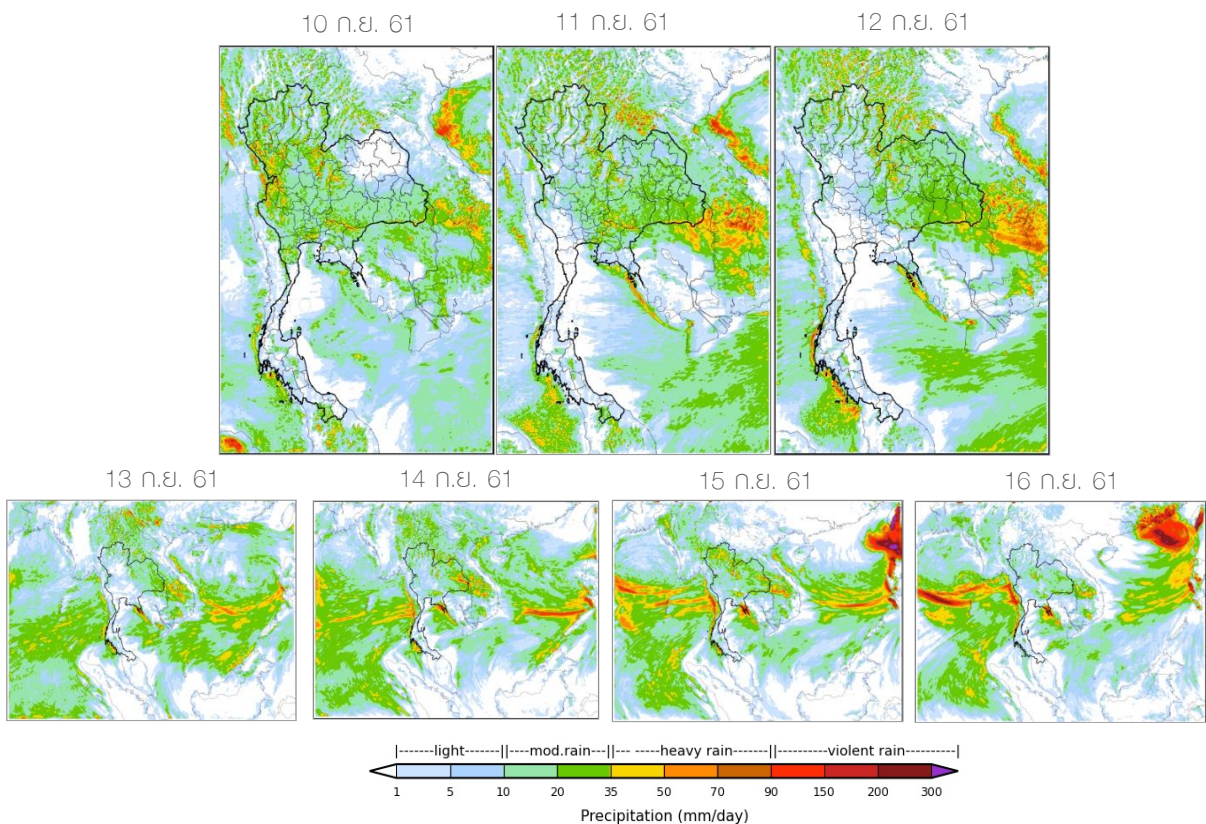 10 ก.ย. 61
11 ก.ย. 61
12 ก.ย. 61
13 ก.ย. 61
14 ก.ย. 61
15 ก.ย. 61
16 ก.ย. 61
|-------light-------||----mod.rain---||--- -----heavy rain-------||---------violent rain-----------|
1 5 10 20 35 50 70 90 150 200 300
Precipitation (mm/day)